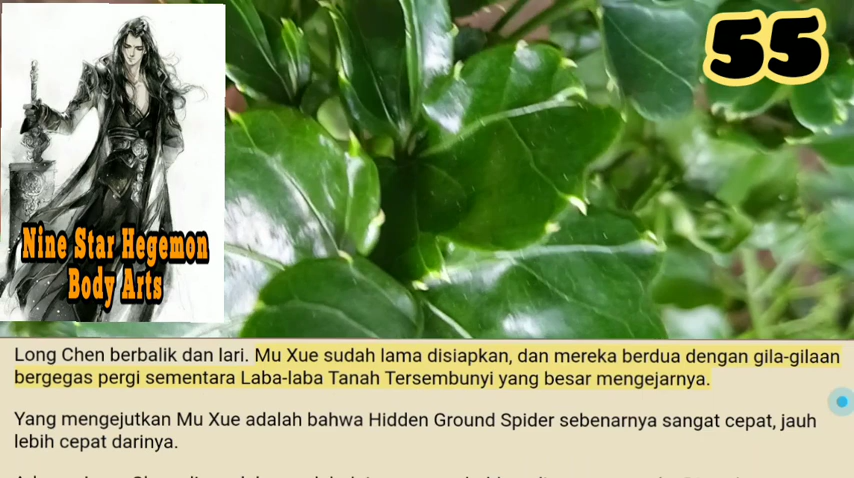 55
Nine Star Hegemon
Body Arts
Long Chen berbalik dan lari. Mu Xue sudah lama disiapkan, dan mereka berdua dengan gila-gilaan
bergegas pergi sementara Laba-laba Tanah Tersembunyi yang besar mengejarnya.
Yang mengejutkan Mu Xue adalah bahwa Hidden Ground Spider sebenarnya sangat cepat, jauh
lebih cepat darinya.